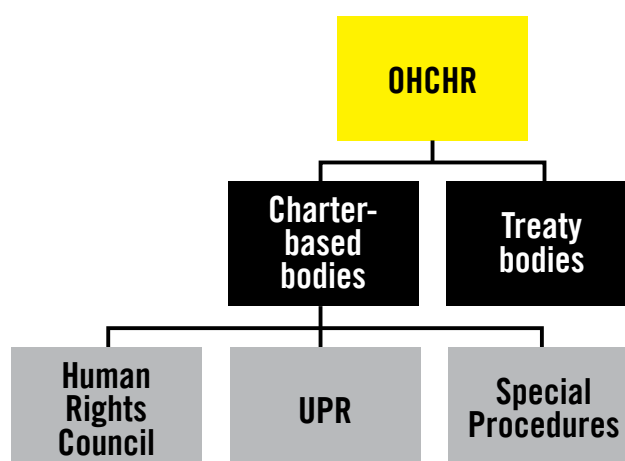 OHCHR
Charter-
based
bodies
Treaty
bodies
Human
Rights
Council
UPR
Special
Procedures